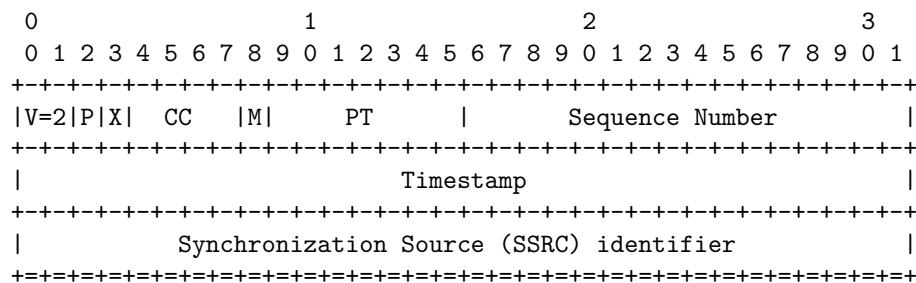 0                   1                   2                   3
0 1 2 3 4 5 6 7 8 9 0 1 2 3 4 5 6 7 8 9 0 1 2 3 4 5 6 7 8 9 0 1
+-+-+-+-+-+-+-+-+-+-+-+-+-+-+-+-+-+-+-+-+-+-+-+-+-+-+-+-+-+-+-+-+
|V=2|P|X|  CC   |M|     PT      |       Sequence Number         |
+-+-+-+-+-+-+-+-+-+-+-+-+-+-+-+-+-+-+-+-+-+-+-+-+-+-+-+-+-+-+-+-+
|                           Timestamp                           |
+-+-+-+-+-+-+-+-+-+-+-+-+-+-+-+-+-+-+-+-+-+-+-+-+-+-+-+-+-+-+-+-+
|           Synchronization Source (SSRC) identifier            |
+=+=+=+=+=+=+=+=+=+=+=+=+=+=+=+=+=+=+=+=+=+=+=+=+=+=+=+=+=+=+=+=+